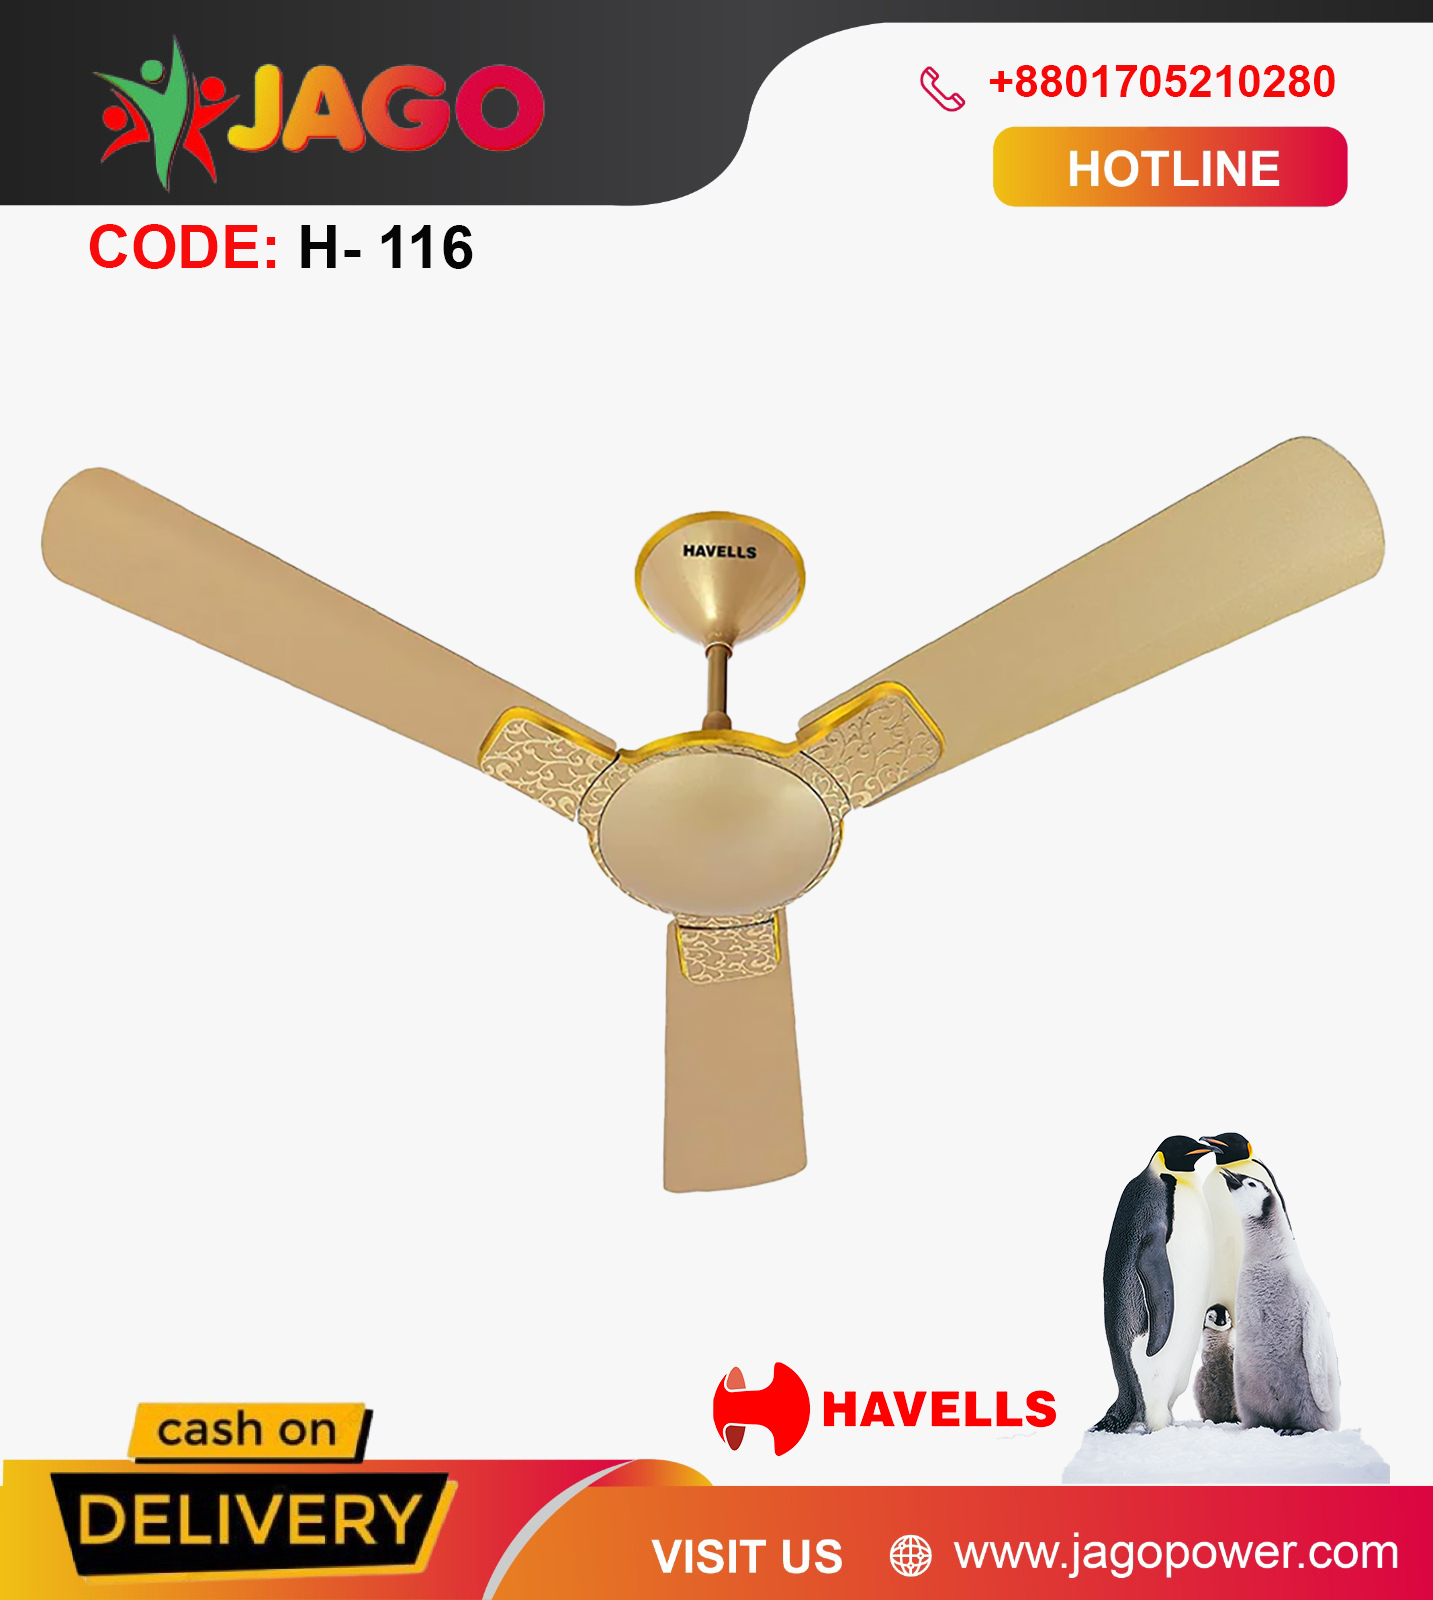 JAGO
+8801705210280
HOTLINE
CODE: H- 116
HAVELLS
HAVELLS
cash on
DELIVERY
VISIT US
www.jagopower.com